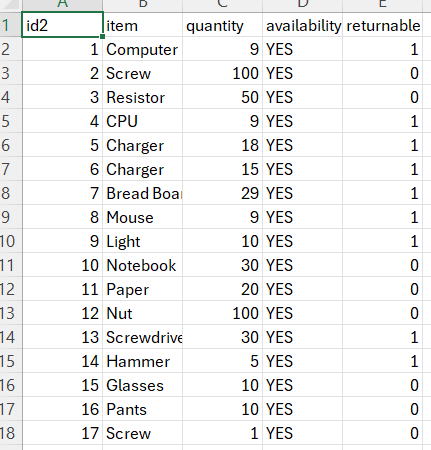 A B C D E
1 id2 item quantity availability returnable
2 1 Computer 9 YES 1
3 2 Screw 100 YES 0
4 3 Resistor 50 YES 0
5 4 CPU 9 YES 1
6 5 Charger 18 YES 1
7 6 Charger 15 YES 1
8 7 Bread Boa 29 YES 1
9 8 Mouse 9 YES 1
10 9 Light 10 YES 1
11 10 Notebook 30 YES 0
12 11 Paper 20 YES 0
13 12 Nut 100 YES 0
14 13 Screwdrive 30 YES 1
15 14 Hammer 5 YES 1
16 15 Glasses 10 YES 0
17 16 Pants 10 YES 0
18 17 Screw 1 YES 0